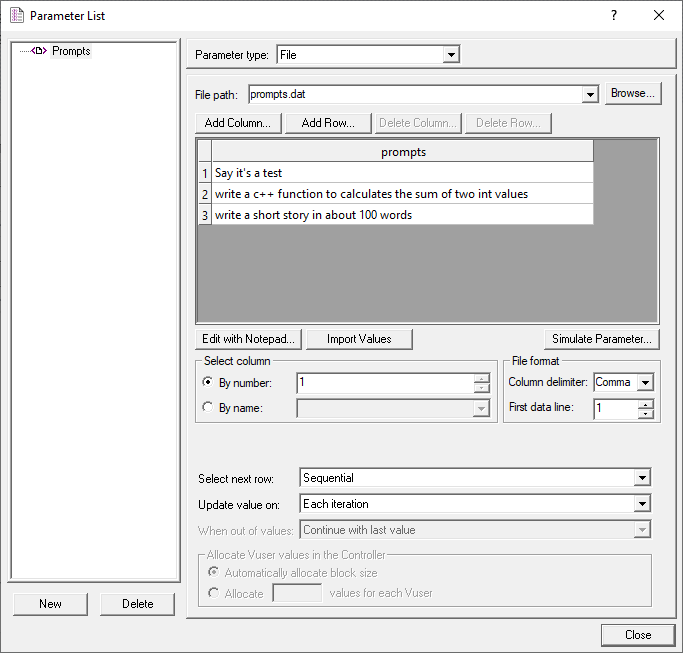 Parameter List
?
Prompts
Parameter type: File
File path: prompts.dat Browse...
Add Column... Add Row... Delete Column... Delete Row...
prompts
1 Say it's a test
2 write a c++ function to calculates the sum of two int values
3 write a short story in about 100 words
Edit with Notepad... Import Values Simulate Parameter...
Select column File format
By number: 1 Column delimiter: Comma
By name: First data line: 1
Select next row: Sequential
Update value on: Each iteration
When out of values: Continue with last value
Allocate Vuser values in the Controller
Automatically allocate block size
Allocate values for each Vuser
New Delete
Close